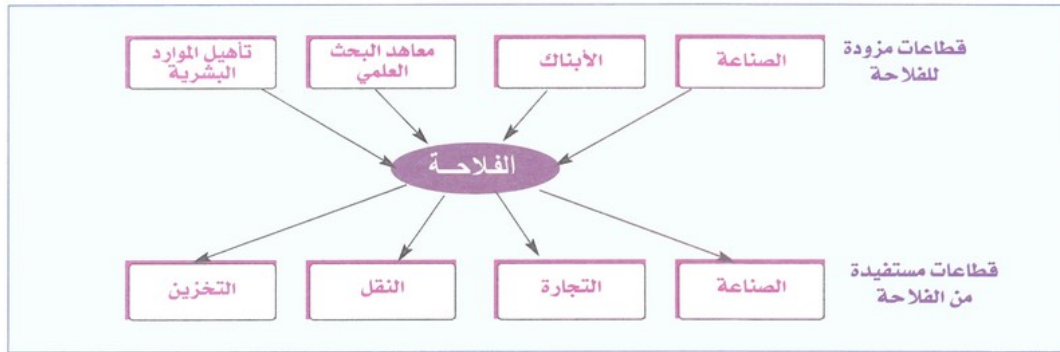 قطاعات مزودة
للفلاحة
الصناعة
الأبناك
معاهد البحث
العلمي
تأهيل الموارد
البشرية
الفلاحـــة
قطاعات مستفيدة
من الفلاحة
الصناعة
التجارة
النقل
التخزين